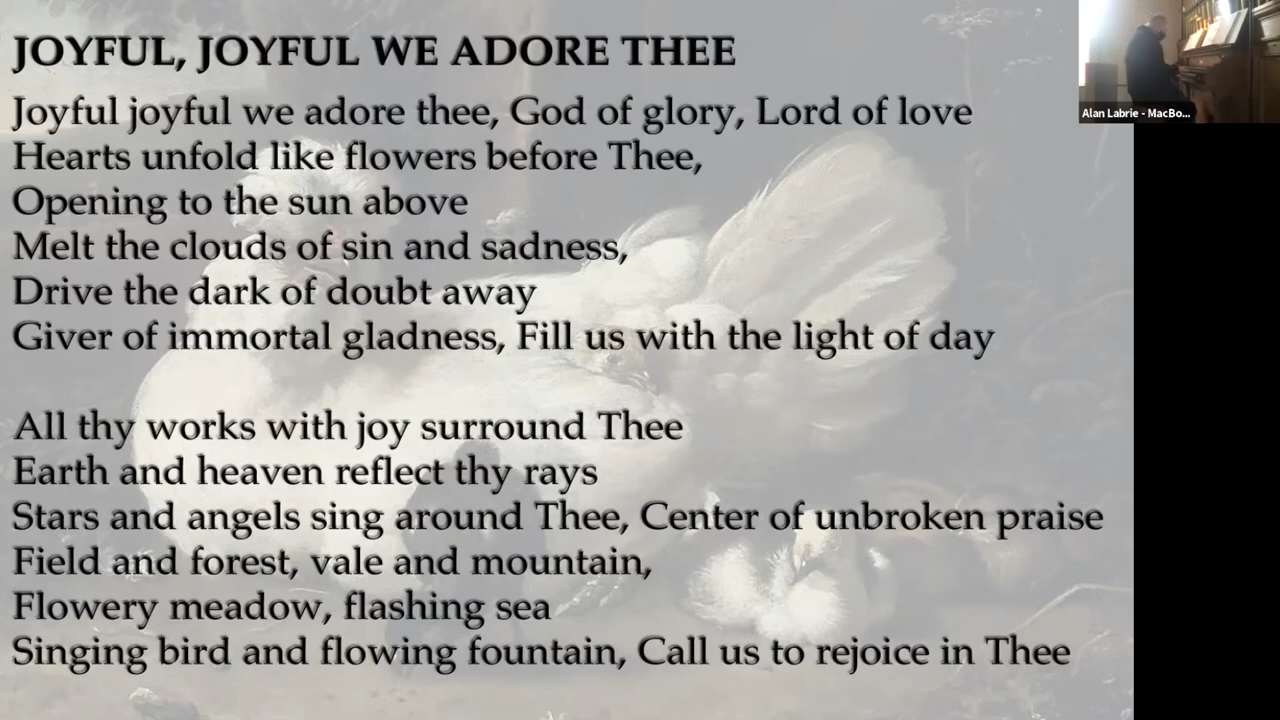 JOYFUL, JOYFUL WE ADORE THEE
Joyful joyful we adore thee, God of glory, Lord of love
Hearts unfold like flowers before Thee,
Opening to the sun above
Melt the clouds of sin and sadness,
Drive the dark of doubt away
Giver of immortal gladness, Fill us with the light of day
All thy works with joy surround Thee
Earth and heaven reflect thy rays
Stars and angels sing around Thee, Center of unbroken praise
Field and forest, vale and mountain,
Flowery meadow, flashing sea
Singing bird and flowing fountain, Call us to rejoice in Thee
Alan Labrie - MacBo...